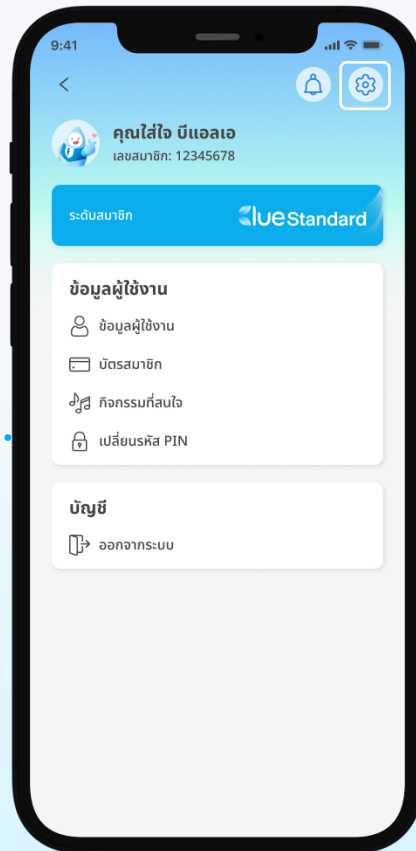 9:41
คุณใส่ใจ บีแอลเอ
เลขสมาชิก: 12345678
ระดับสมาชิก
BlueStandard
ข้อมูลผู้ใช้งาน
ข้อมูลผู้ใช้งาน
บัตรสมาชิก
กิจกรรมที่สนใจ
เปลี่ยนรหัส PIN
บัญชี
ออกจากระบบ